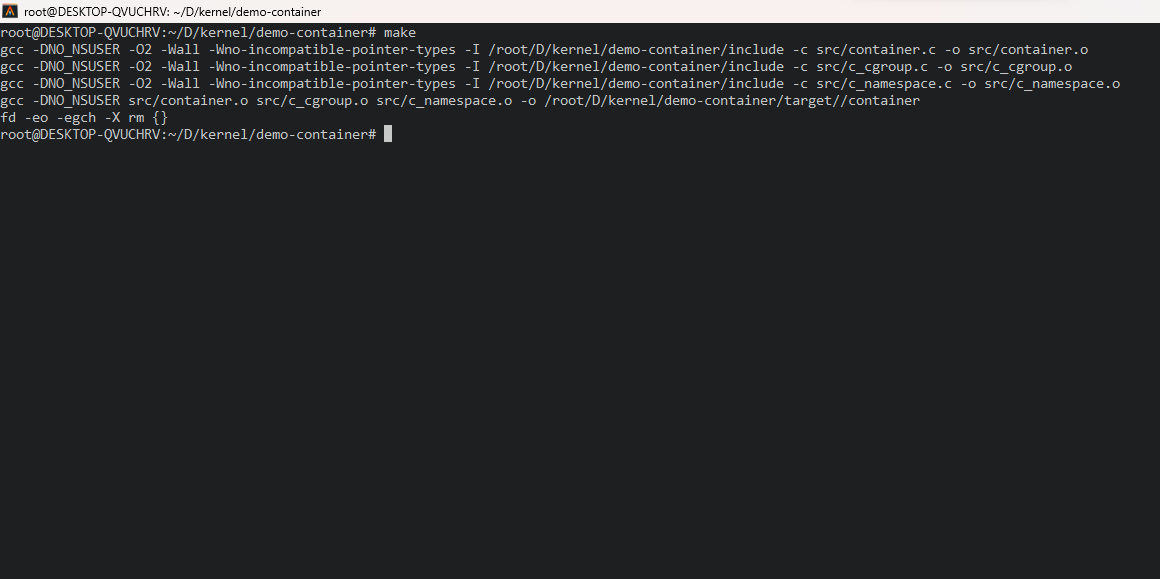 root@DESKTOP-QVUCHRV: ~/D/kernel/demo-container
root@DESKTOP-QVUCHRV:~/D/kernel/demo-container# make
gcc -DNO_NSUSER -O2 -Wall -Wno-incompatible-pointer-types -I /root/D/kernel/demo-container/include -c src/container.c -o src/container.o
gcc -DNO_NSUSER -O2 -Wall -Wno-incompatible-pointer-types -I /root/D/kernel/demo-container/include -c src/c_cgroup.c -o src/c_cgroup.o
gcc -DNO_NSUSER -O2 -Wall -Wno-incompatible-pointer-types -I /root/D/kernel/demo-container/include -c src/c_namespace.c -o src/c_namespace.o
gcc -DNO_NSUSER src/container.o src/c_cgroup.o src/c_namespace.o -o /root/D/kernel/demo-container/target//container
fd -eo -egch -X rm {}
root@DESKTOP-QVUCHRV:~/D/kernel/demo-container#